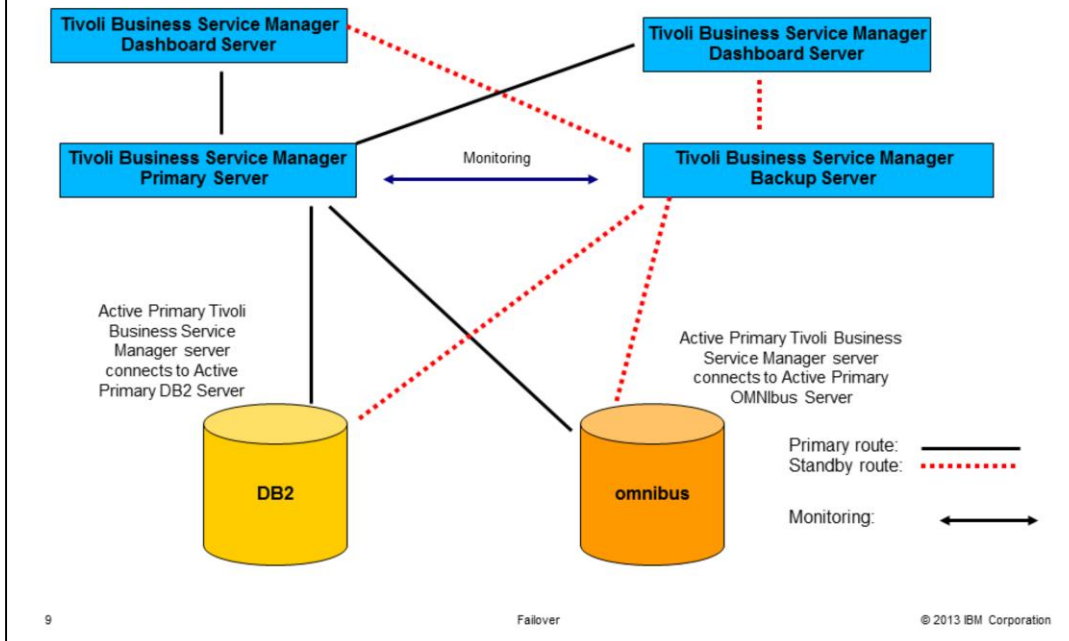 Tivoli Business Service Manager
Dashboard Server
Tivoli Business Service Manager
Dashboard Server
Tivoli Business Service Manager
Primary Server
Monitoring
Tivoli Business Service Manager
Backup Server
Active Primary Tivoli
Business Service
Manager server
connects to Active
Primary DB2 Server
Active Primary Tivoli Business
Service Manager server
connects to Active Primary
OMNIbus Server
DB2
omnibus
Primary route:
Standby route:
Monitoring:
9
Failover
© 2013 IBM Corporation